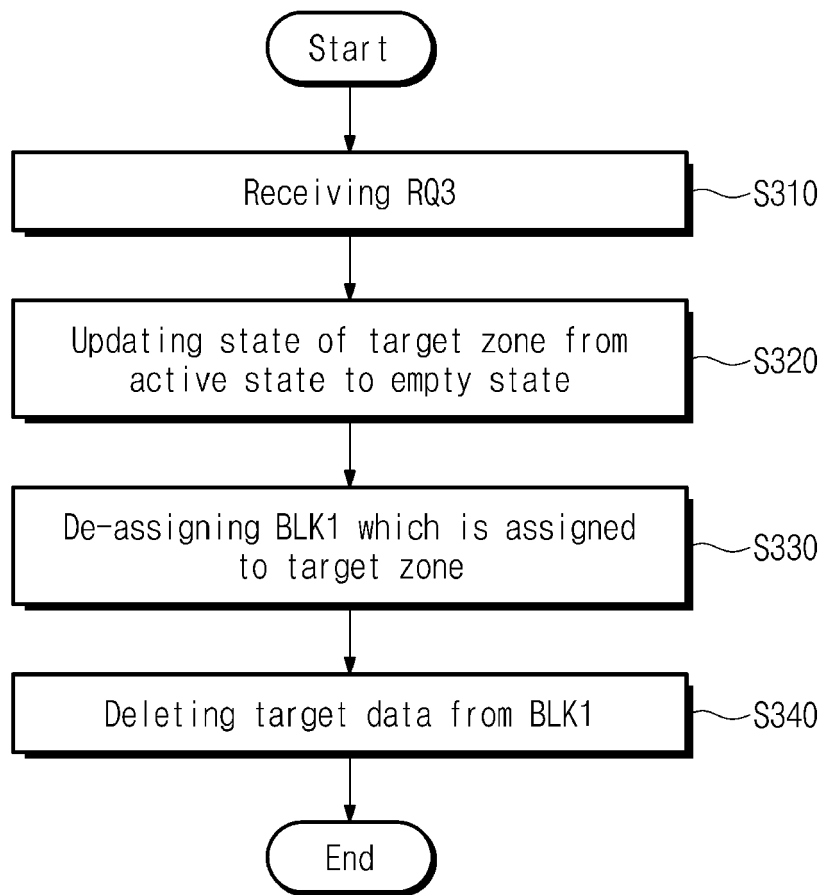 Start
Receiving RQ3
S310
Updating state of target zone from
active state to empty state
S320
De-assigning BLK1 which is assigned
to target zone
S330
Deleting target data from BLK1
S340
End